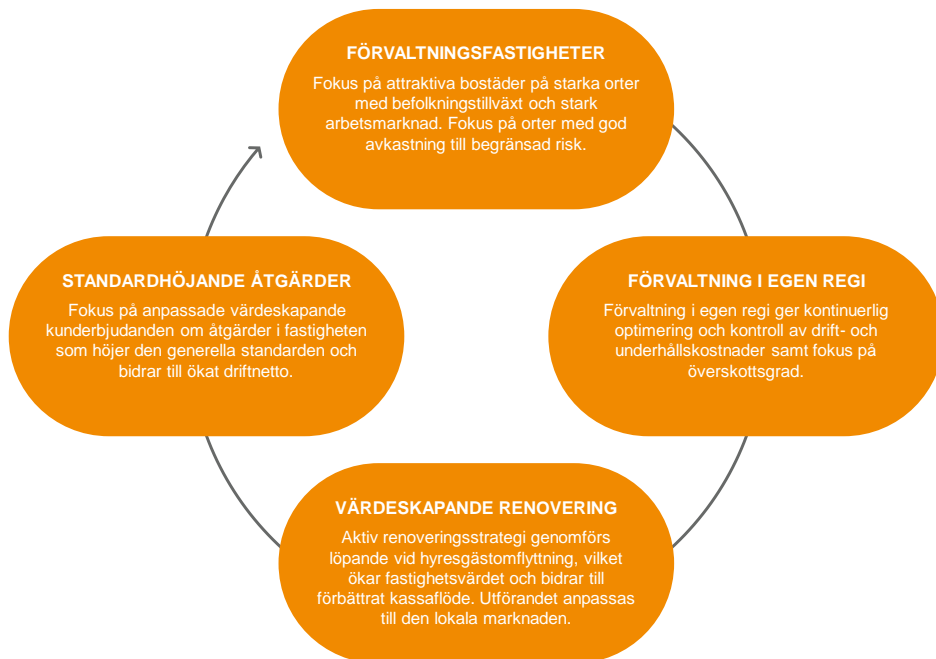 FÖRVALTNINGSFASTIGHETER
Fokus på attraktiva bostäder på starka orter
med befolkningstillväxt och stark
arbetsmarknad. Fokus på orter med god
avkastning till begränsad risk.
STANDARDHÖJANDE ÅTGÄRDER
Fokus på anpassade värdeskapande
kunderbjudanden om åtgärder i fastigheten
som höjer den generella standarden och
bidrar till ökat driftnetto.
FÖRVALTNING I EGEN REGI
Förvaltning i egen regi ger kontinuerlig
optimering och kontroll av drift- och
underhållskostnader samt fokus på
överskottsgrad.
VÄRDESKAPANDE RENOVERING
Aktiv renoveringsstrategi genomförs
löpande vid hyresgästomflyttning, vilket
ökar fastighetsvärdet och bidrar till
förbättrat kassaflöde. Utförandet anpassas
till den lokala marknaden.